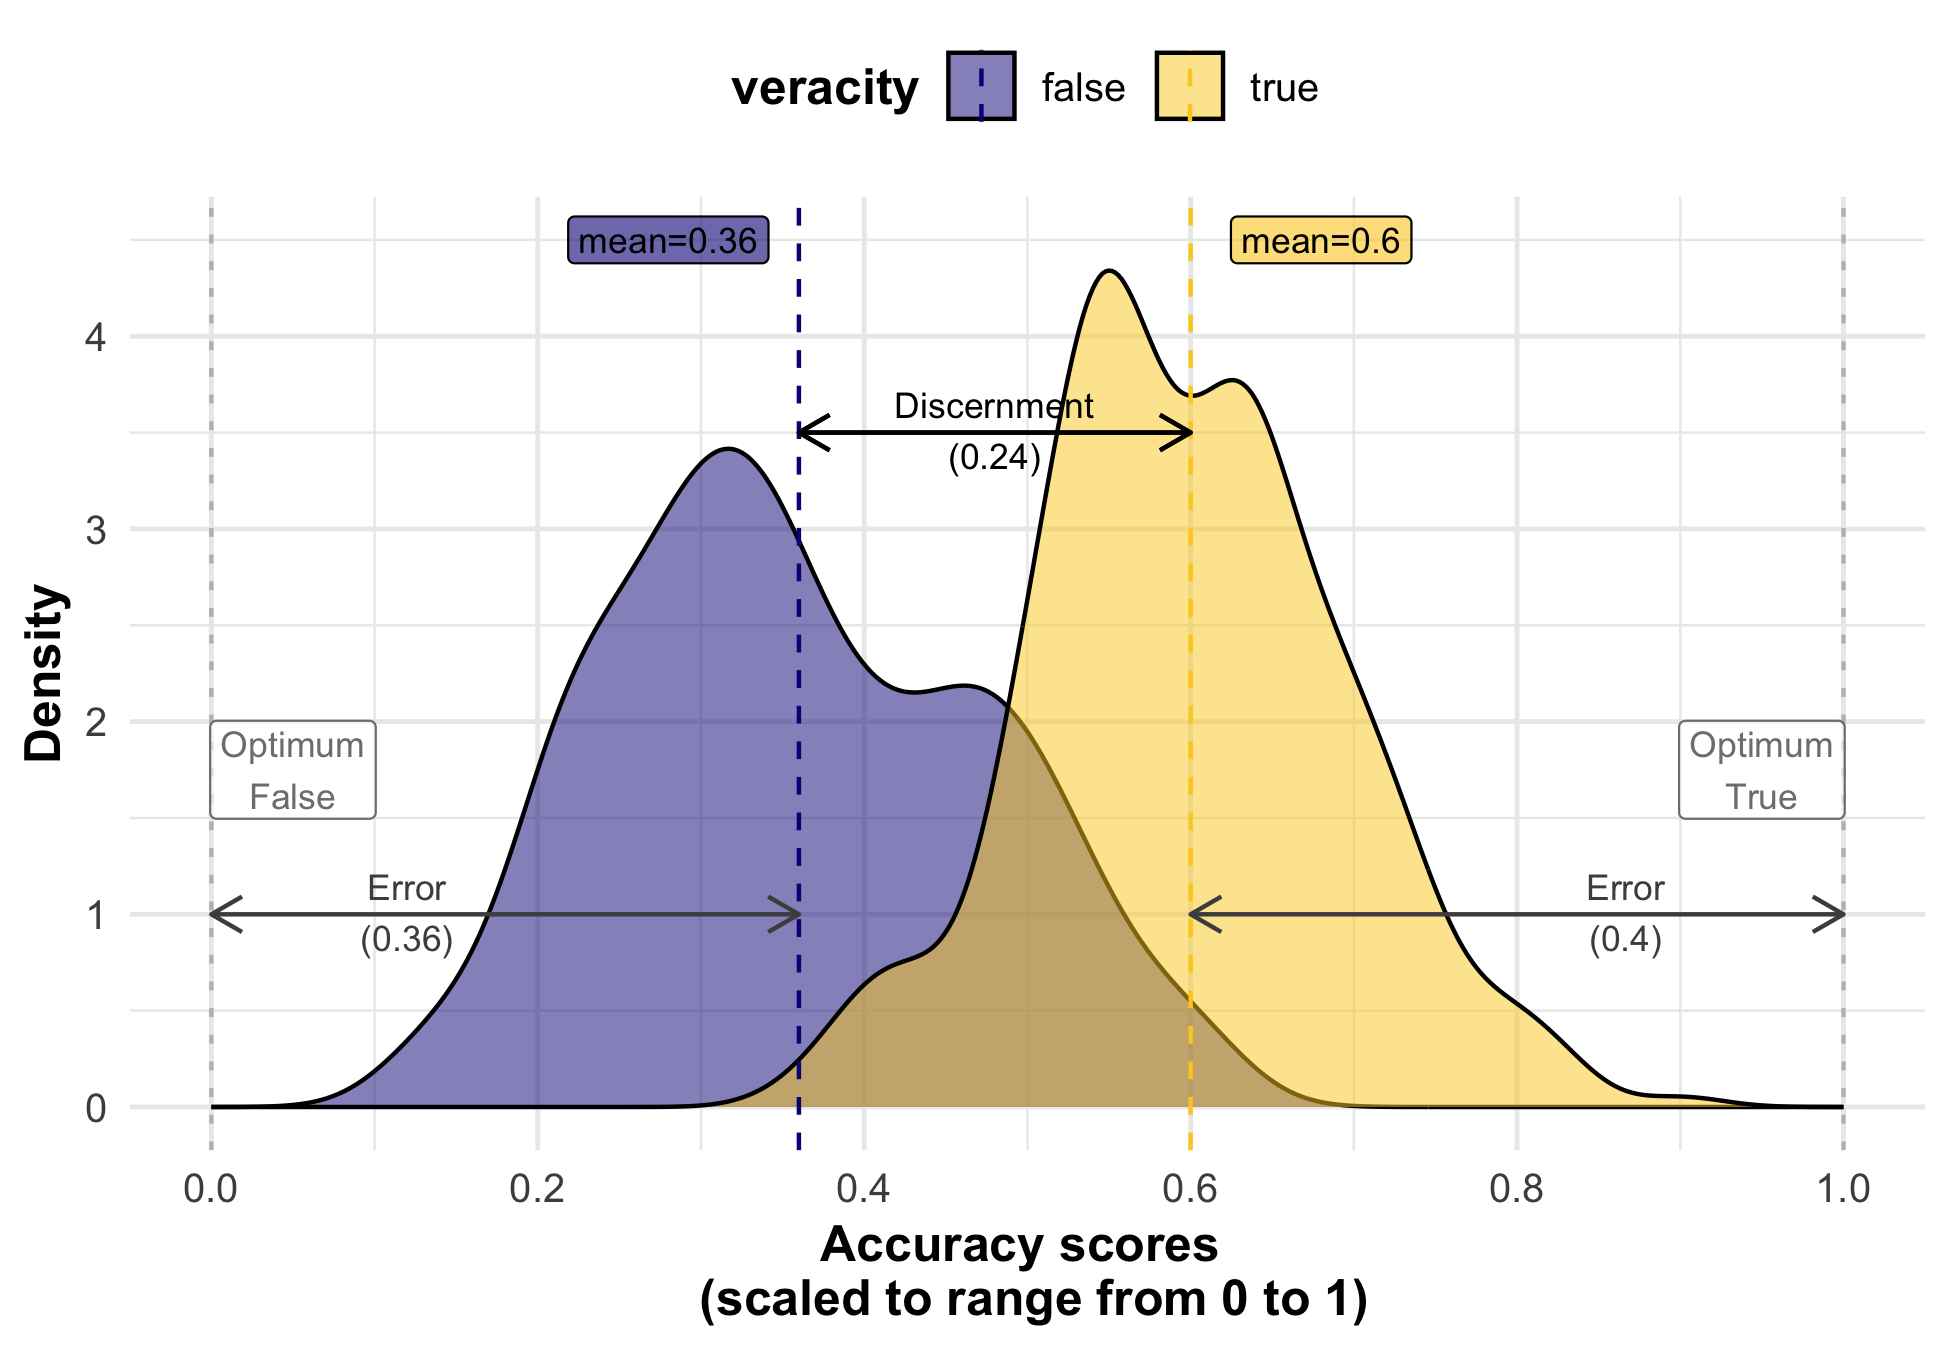 veracity false true
mean=0.36
mean=0.6
4
Discernment
(0.24)
3
Density
2
Optimum
False
Optimum
True
Error
(0.36)
1
Error
(0.4)
0
0.0 0.2 0.4 0.6 0.8 1.0
Accuracy scores
(scaled to range from 0 to 1)